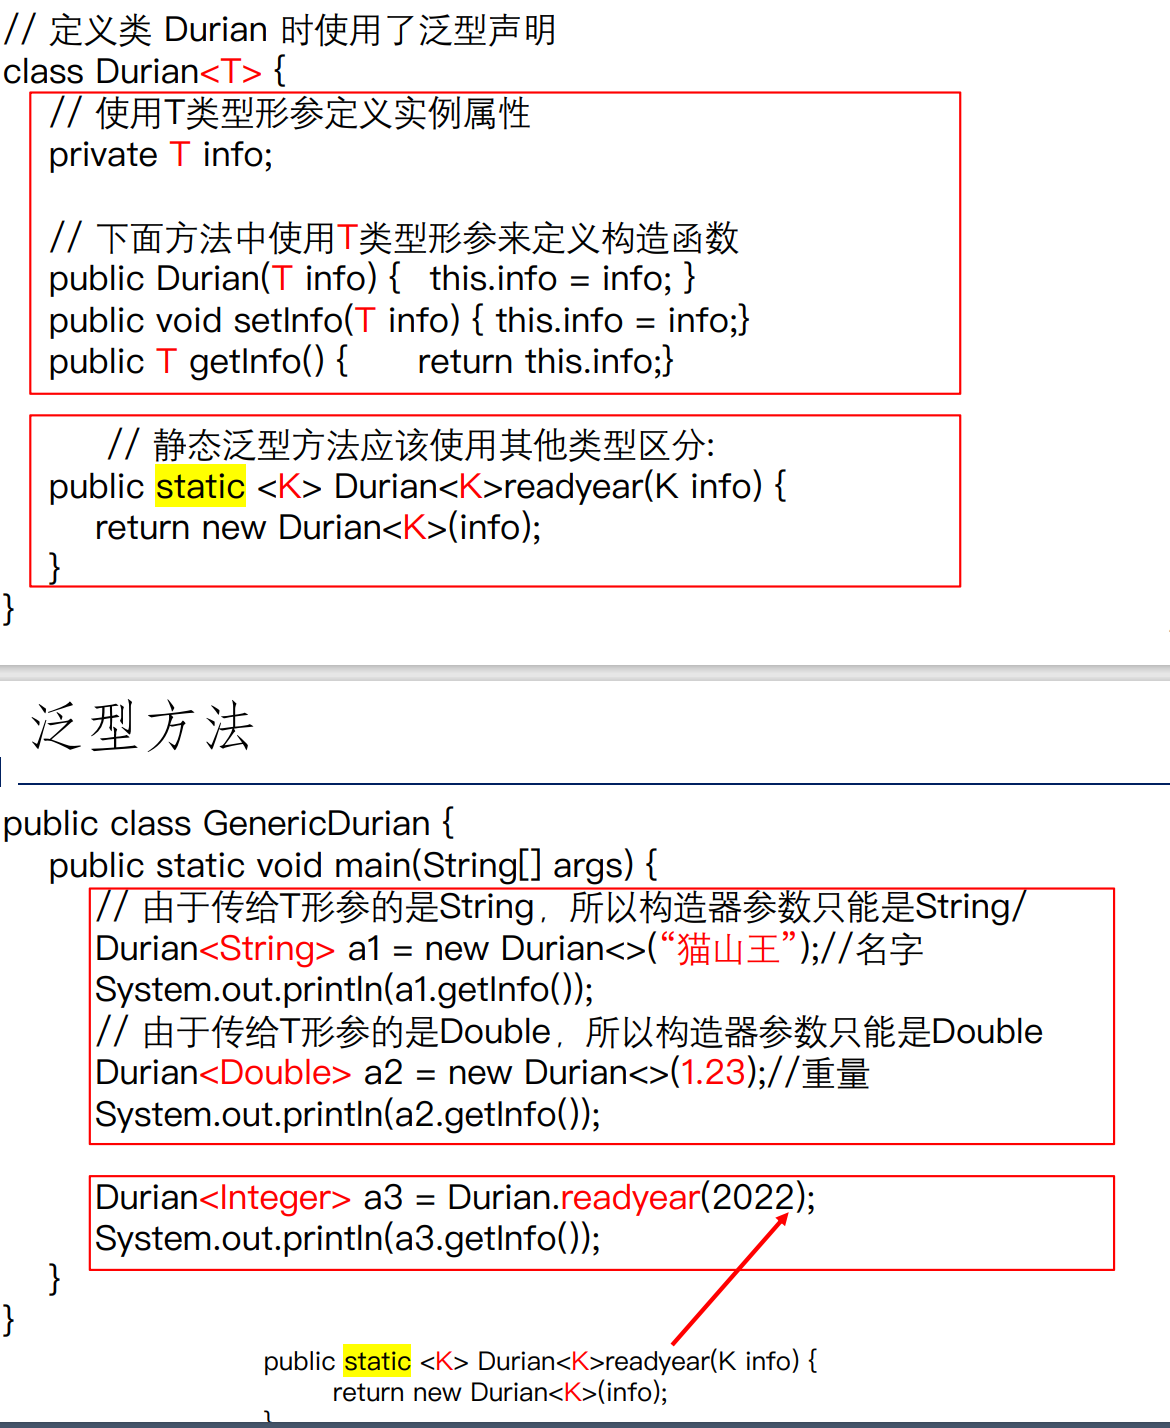 // 定义类 Durian 时使用了泛型声明
class Durian<T> {
// 使用T类型形参定义实例属性
private T info;
// 下面方法中使用T类型形参来定义构造函数
public Durian(T info) { this.info = info; }
public void setInfo(T info) { this.info = info;}
public T getInfo() { return this.info;}
// 静态泛型方法应该使用其他类型区分:
public static <K> Durian<K>readyear(K info) {
return new Durian<K>(info);
}
}
泛型方法
public class GenericDurian {
public static void main(String[] args) {
// 由于传给T形参的是String，所以构造器参数只能是String/
Durian<String> a1 = new Durian<>(“猫山王”);//名字
System.out.println(a1.getInfo());
// 由于传给T形参的是Double，所以构造器参数只能是Double
Durian<Double> a2 = new Durian<>(1.23);//重量
System.out.println(a2.getInfo());
Durian<Integer> a3 = Durian.readyear(2022);
System.out.println(a3.getInfo());
}
}
public static <K> Durian<K>readyear(K info) {
return new Durian<K>(info);
}